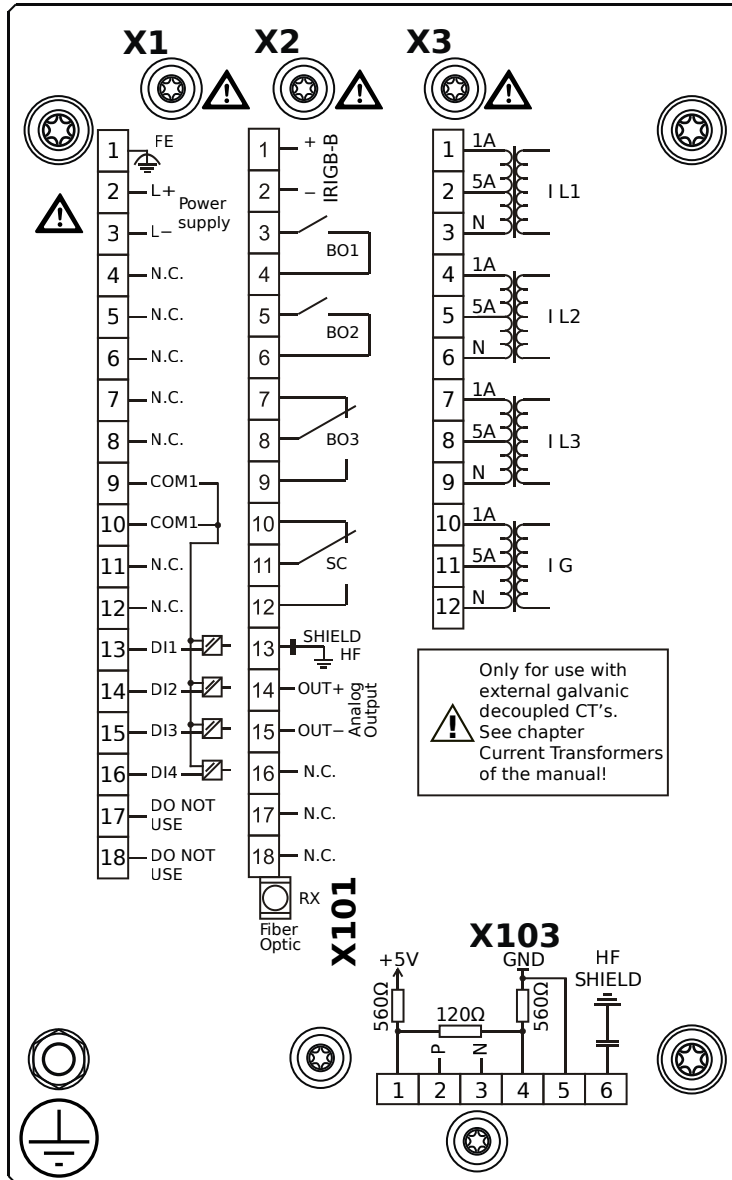 X1 X2 X3
1 FE
2 L+
Power
supply
3 L−
4 N.C.
5 N.C.
6 N.C.
7 N.C.
8 N.C.
9 COM1
10 COM1
11 N.C.
12 N.C.
13 DI1
14 DI2
15 DI3
16 DI4
17 DO NOT
USE
18 DO NOT
USE
1 +
IRIGB-B
2 −
3
BO1
4
5
BO2
6
7
8 BO3
9
10
11 SC
12
13 SHIELD
HF
14 OUT+
Analog
Output
15 OUT−
16 N.C.
17 N.C.
18 N.C.
RX
Fiber
Optic
X101
1 1A
2 5A I L1
3 N
4 1A
5 5A I L2
6 N
7 1A
8 5A I L3
9 N
10 1A
11 5A I G
12 N
Only for use with
external galvanic
decoupled CT's.
See chapter
Current Transformers
of the manual!
X103
+5V GND HF
SHIELD
560Ω 120Ω 560Ω
P N
1 2 3 4 5 6